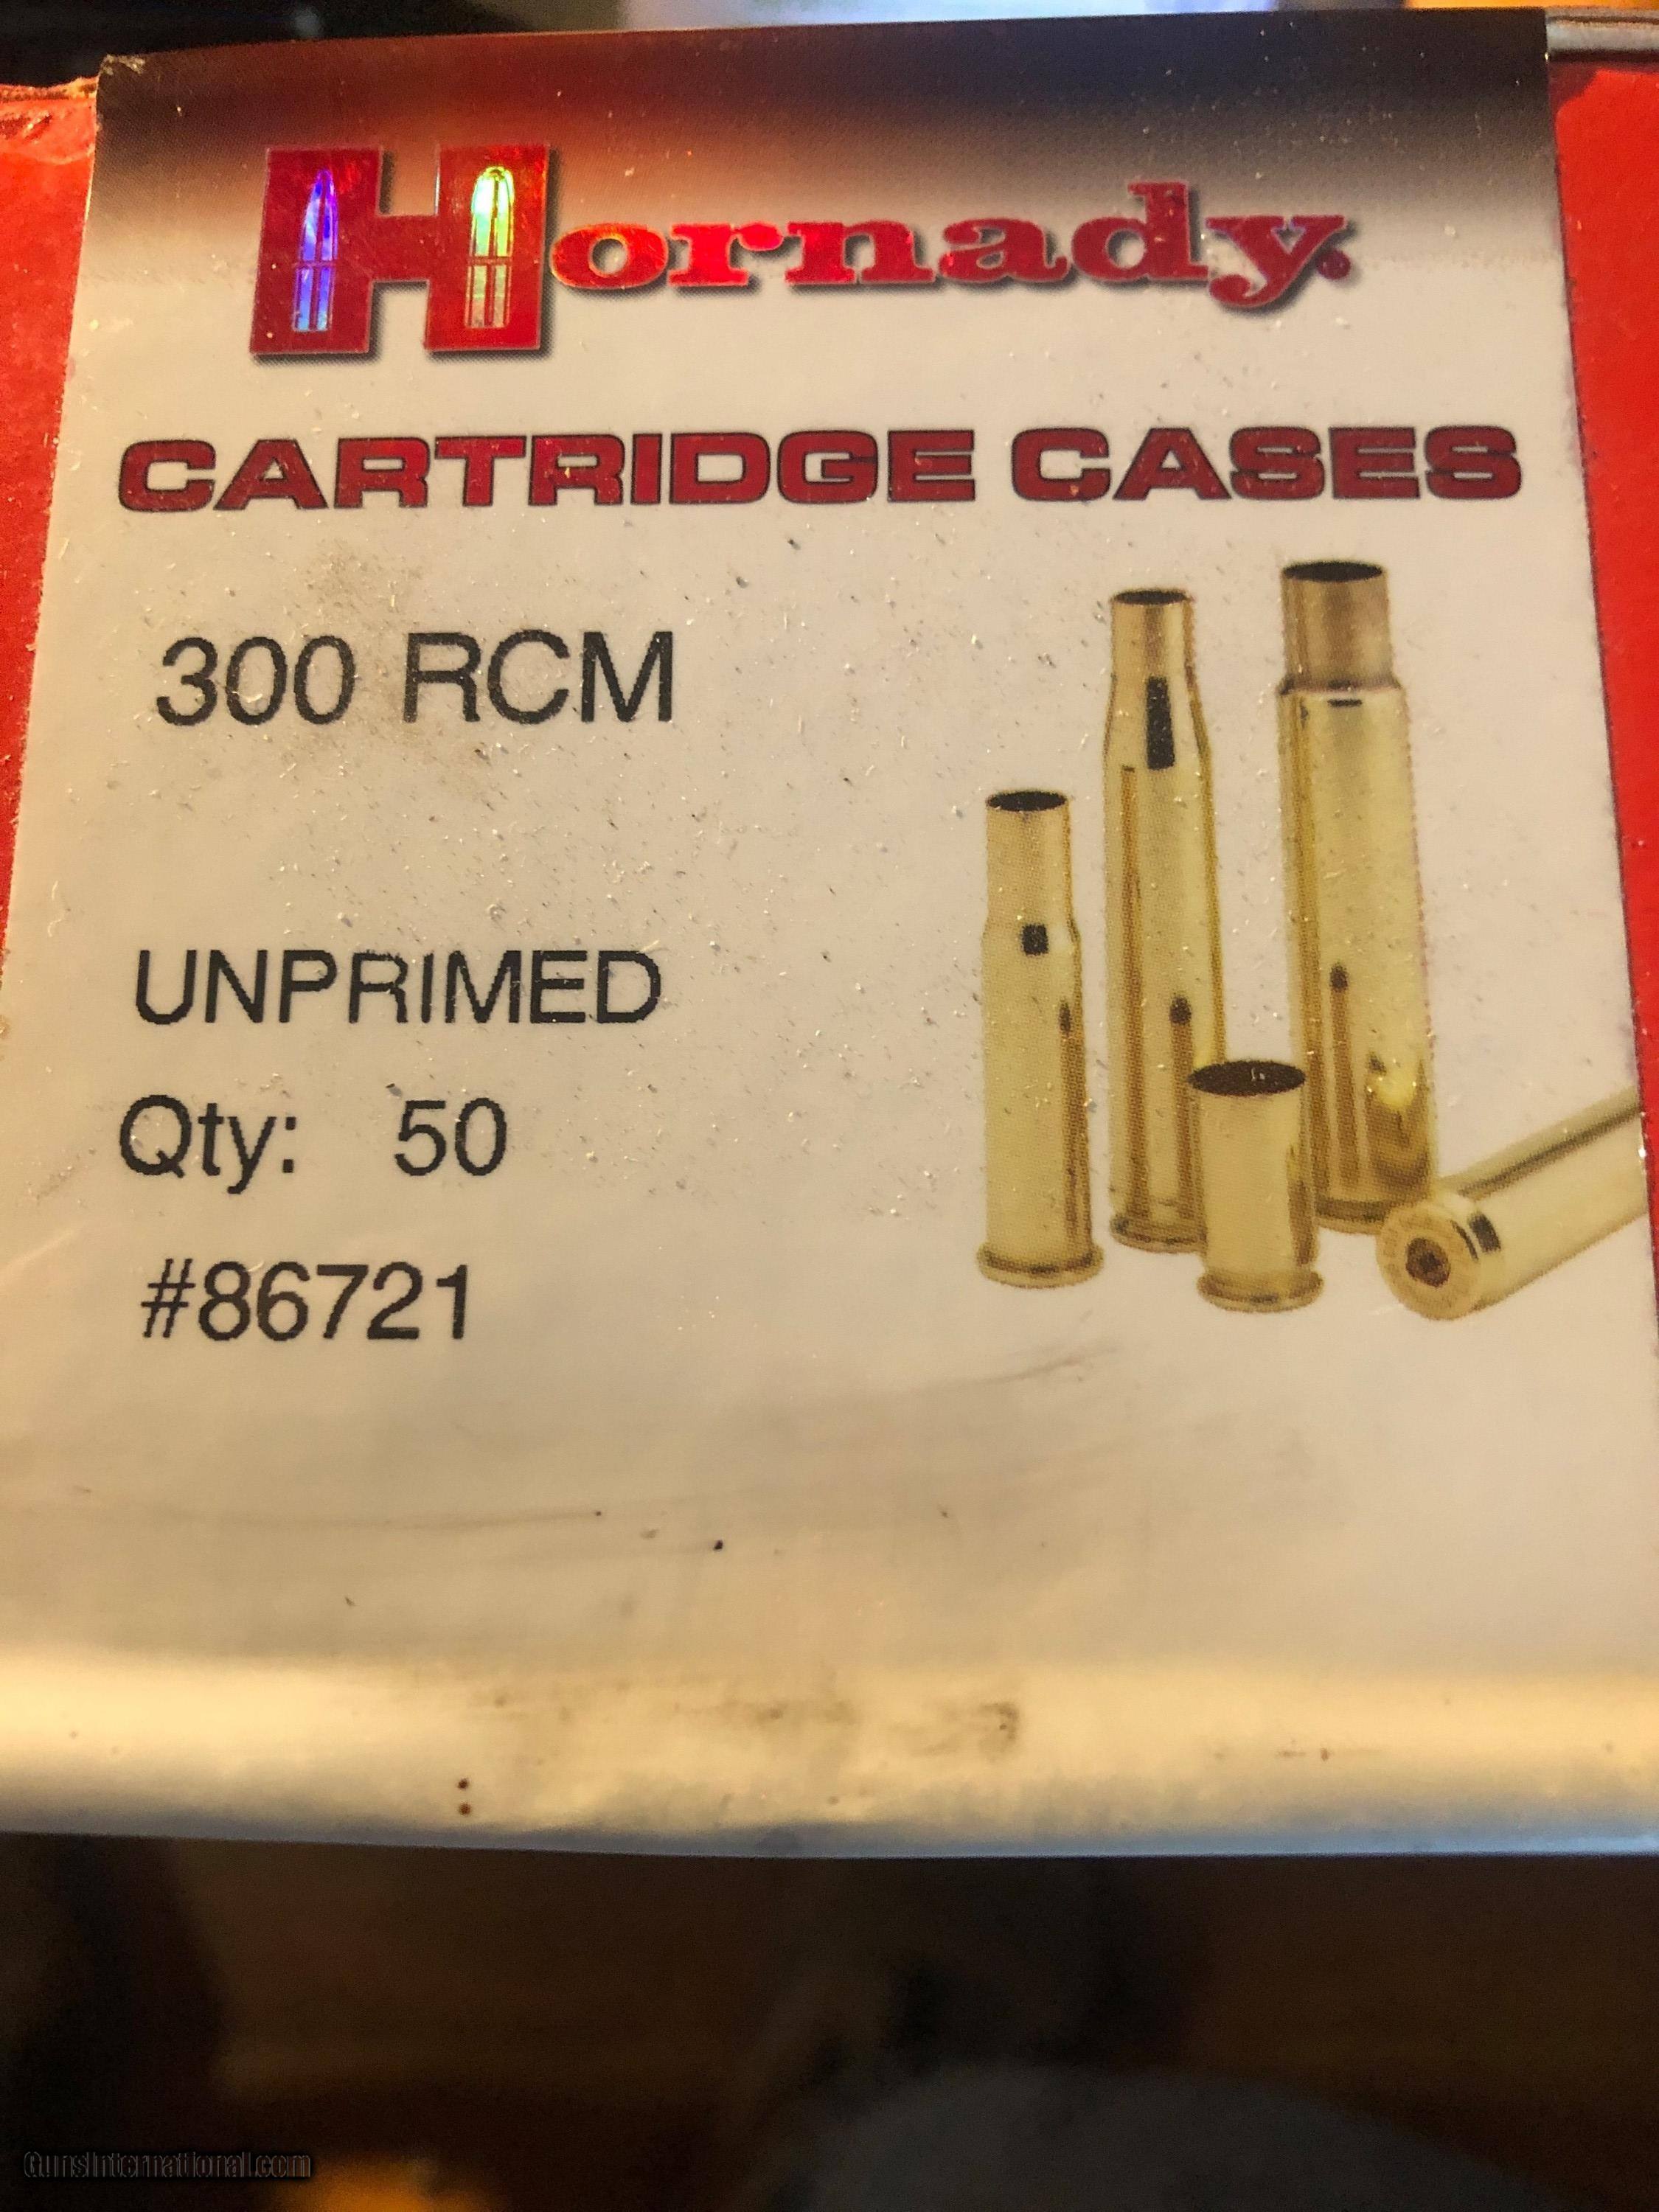 Hornady.
CARTRIDGE CASES
300 RCM
UNPRIMED
Qty: 50
#86721
GunsInternational.com